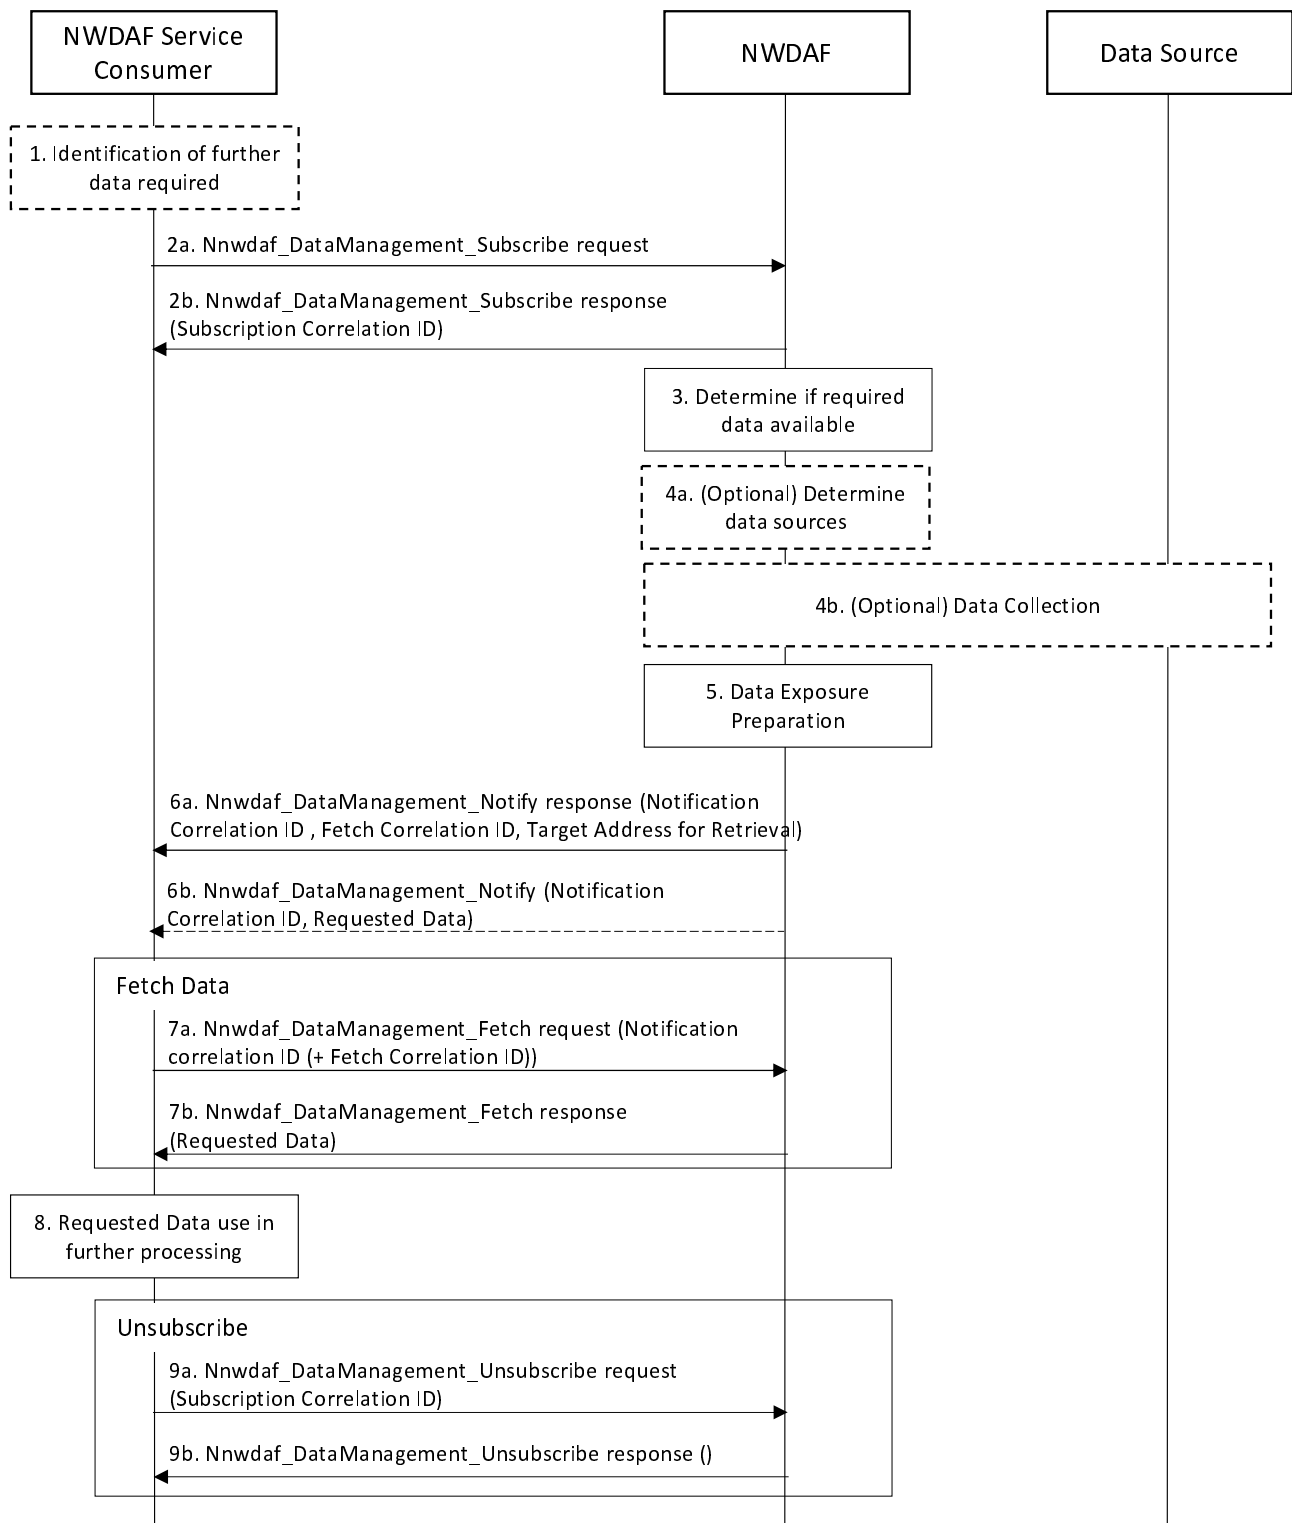 NWDAF Service
Consumer
NWDAF
Data Source
1. Identification of further
data required
2a. Nnwdaf_DataManagement_Subscribe request
2b. Nnwdaf_DataManagement_Subscribe response
(Subscription Correlation ID)
3. Determine if required
data available
4a. (Optional) Determine
data sources
4b. (Optional) Data Collection
5. Data Exposure
Preparation
6a. Nnwdaf_DataManagement_Notify response (Notification
Correlation ID , Fetch Correlation ID, Target Address for Retrieval)
6b. Nnwdaf_DataManagement_Notify (Notification
Correlation ID, Requested Data)
Fetch Data
7a. Nnwdaf_DataManagement_Fetch request (Notification
correlation ID (+ Fetch Correlation ID))
7b. Nnwdaf_DataManagement_Fetch response
(Requested Data)
8. Requested Data use in
further processing
Unsubscribe
9a. Nnwdaf_DataManagement_Unsubscribe request
(Subscription Correlation ID)
9b. Nnwdaf_DataManagement_Unsubscribe response ()